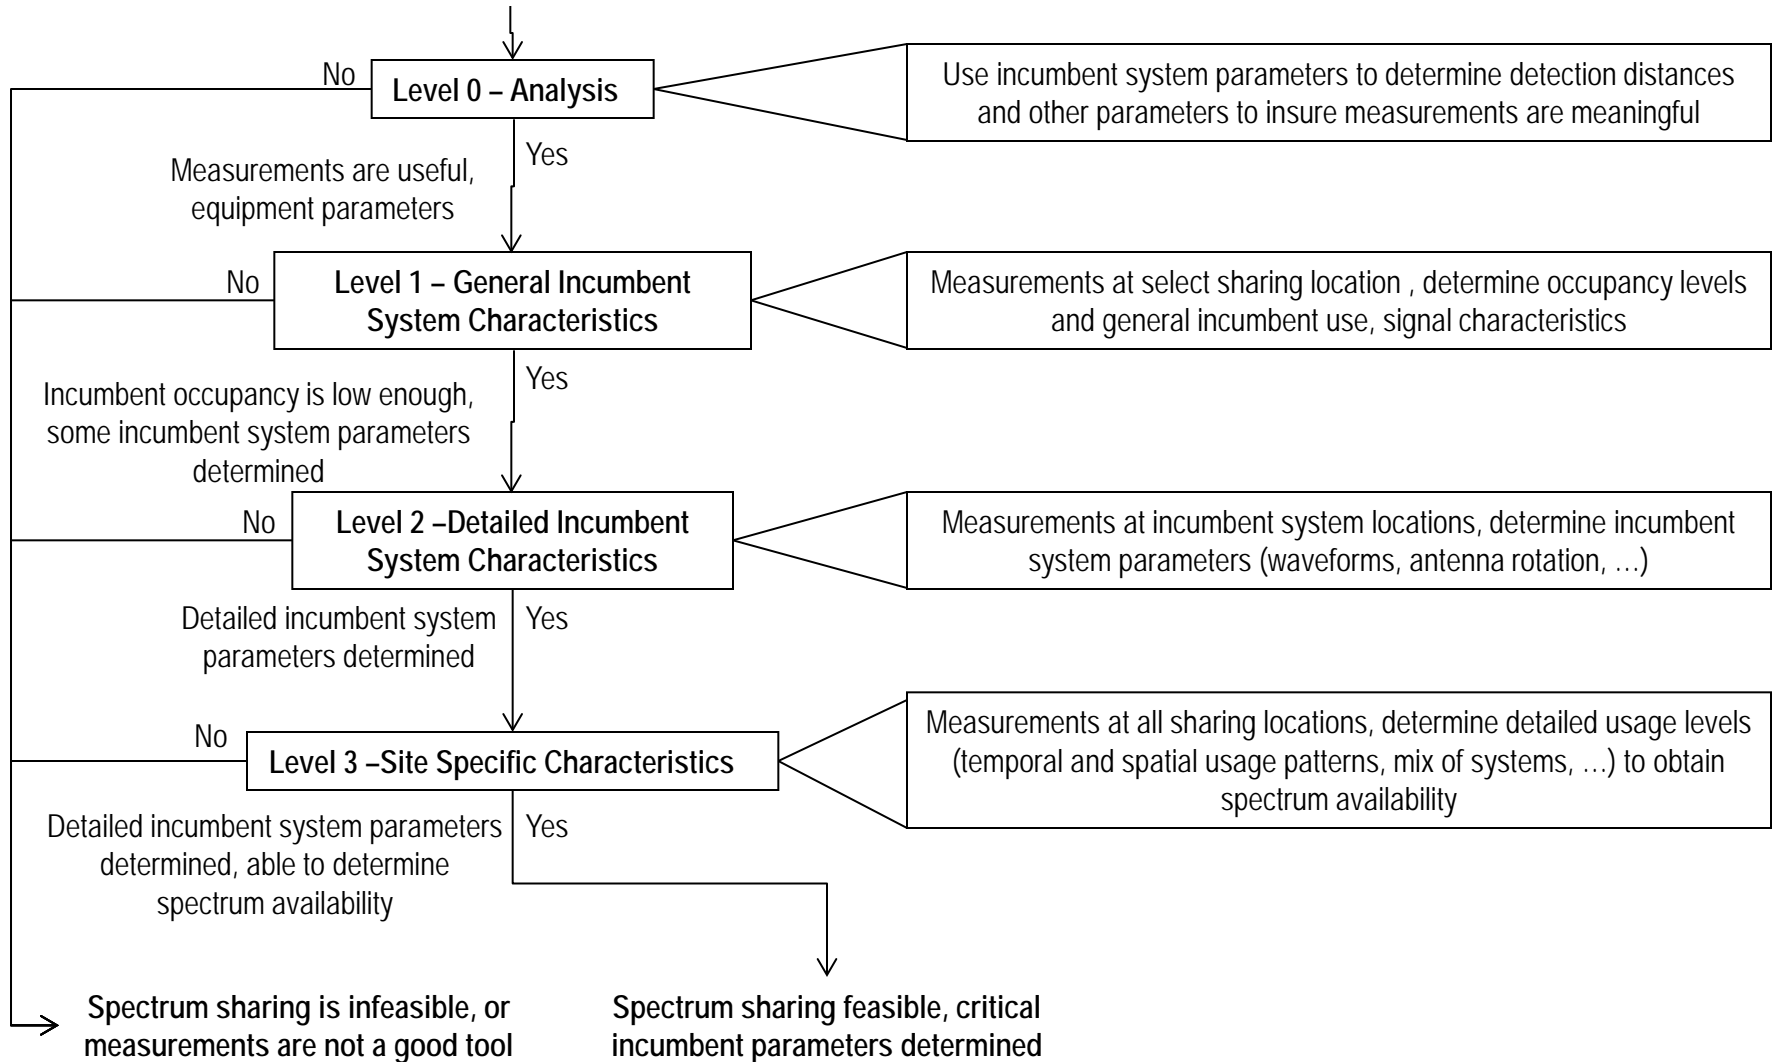 No
Level 0 – Analysis
Use incumbent system parameters to determine detection distances
and other parameters to insure measurements are meaningful
Yes
Measurements are useful,
equipment parameters
No
Level 1 – General Incumbent
System Characteristics
Measurements at select sharing location , determine occupancy levels
and general incumbent use, signal characteristics
Yes
Incumbent occupancy is low enough,
some incumbent system parameters
determined
No
Level 2 –Detailed Incumbent
System Characteristics
Measurements at incumbent system locations, determine incumbent
system parameters (waveforms, antenna rotation, …)
Detailed incumbent system
parameters determined
Yes
No
Level 3 –Site Specific Characteristics
Measurements at all sharing locations, determine detailed usage levels
(temporal and spatial usage patterns, mix of systems, …) to obtain
spectrum availability
Detailed incumbent system parameters
determined, able to determine
spectrum availability
Yes
Spectrum sharing is infeasible, or
measurements are not a good tool
Spectrum sharing feasible, critical
incumbent parameters determined